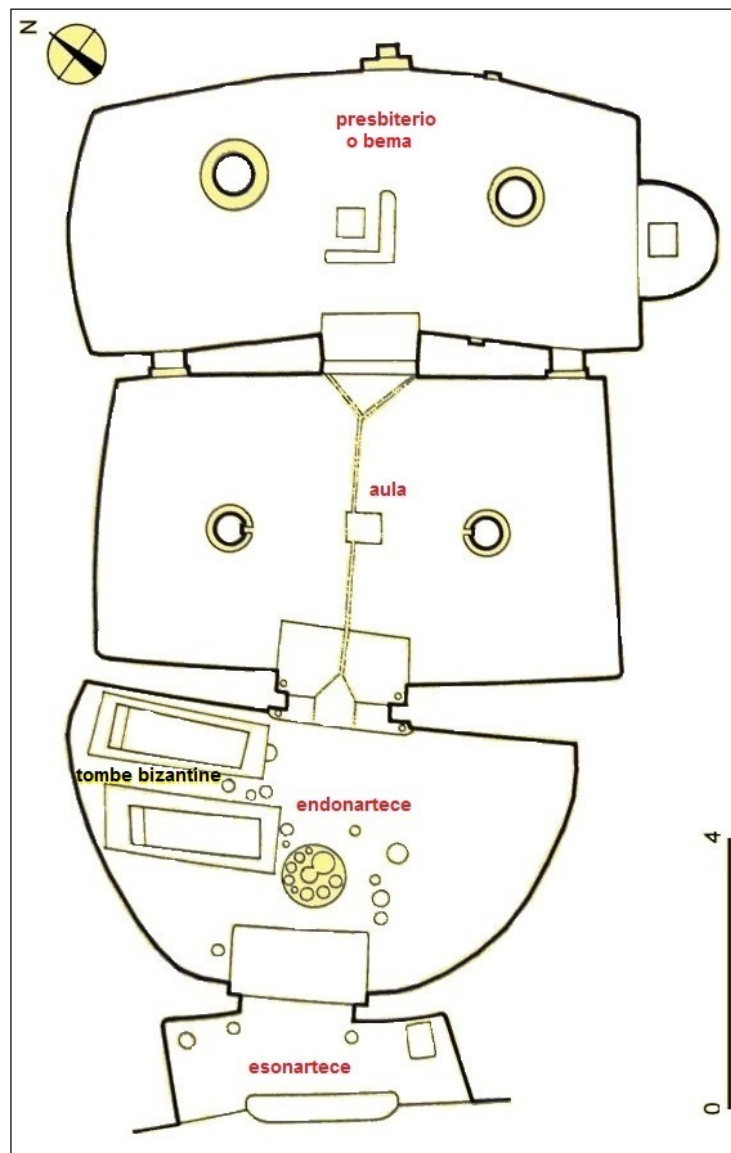 N
presbiterio
o bema
aula
tombe bizantine
endonartece
esonartece
4
0